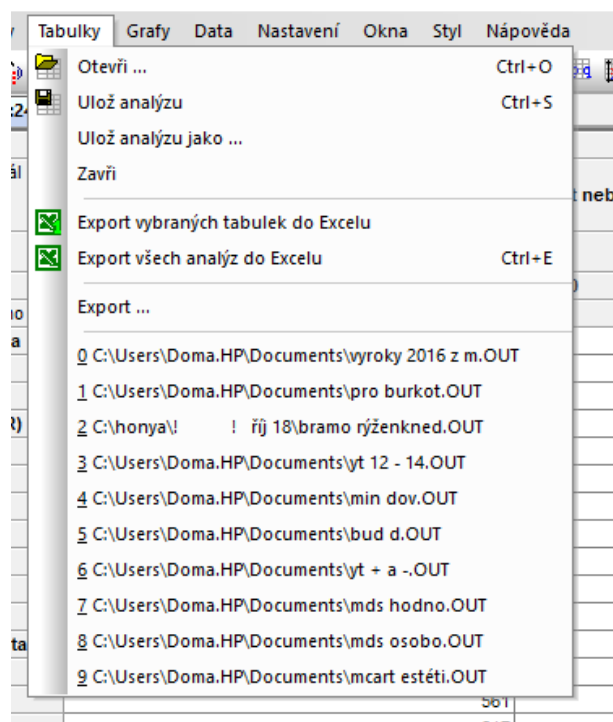 Tabulky Grafy Data Nastavení Okna Styl Nápověda
Otevři ... Ctrl+O
Ulož analýzu Ctrl+S
Ulož analýzu jako ...
Zavři
Export vybraných tabulek do Excelu
Export všech analýz do Excelu Ctrl+E
Export ...
0 C:\Users\Doma.HP\Documents\vyroky 2016 z m.OUT
1 C:\Users\Doma.HP\Documents\pro burkot.OUT
2 C:\honya\! ! říj 18\bramo rýženkned.OUT
3 C:\Users\Doma.HP\Documents\yt 12 - 14.OUT
4 C:\Users\Doma.HP\Documents\min dov.OUT
5 C:\Users\Doma.HP\Documents\bud d.OUT
6 C:\Users\Doma.HP\Documents\yt + a -.OUT
7 C:\Users\Doma.HP\Documents\mds hodno.OUT
8 C:\Users\Doma.HP\Documents\mds osobo.OUT
9 C:\Users\Doma.HP\Documents\mcart estéti.OUT